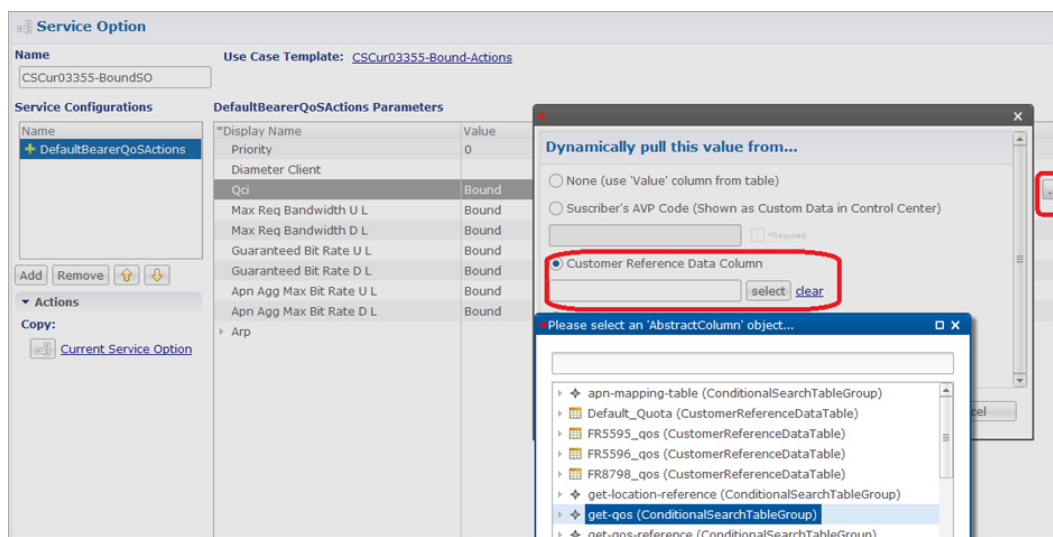 Service Option
Name
Use Case Template: CSCur03355-Bound-Actions
CSCur03355-BoundSO
Service Configurations
Name
DefaultBearerQoSActions
Add Remove
Actions
Copy:
Current Service Option
DefaultBearerQoSActions Parameters
*Display Name Value
Priority 0
Diameter Client
Qci Bound
Max Req Bandwidth U L Bound
Max Req Bandwidth D L Bound
Guaranteed Bit Rate U L Bound
Guaranteed Bit Rate D L Bound
Apn Agg Max Bit Rate U L Bound
Apn Agg Max Bit Rate D L Bound
Arp
Dynamically pull this value from...
None (use 'Value' column from table)
Suscriber's AVP Code (Shown as Custom Data in Control Center)
*Required
Customer Reference Data Column
select clear
Please select an 'AbstractColumn' object...
apn-mapping-table (ConditionalSearchTableGroup)
Default_Quota (CustomerReferenceDataTable)
FR5595_qos (CustomerReferenceDataTable)
FR5596_qos (CustomerReferenceDataTable)
FR8798_qos (CustomerReferenceDataTable)
get-location-reference (ConditionalSearchTableGroup)
get-qos (ConditionalSearchTableGroup)
get-qos-reference (ConditionalSearchTableGroup)